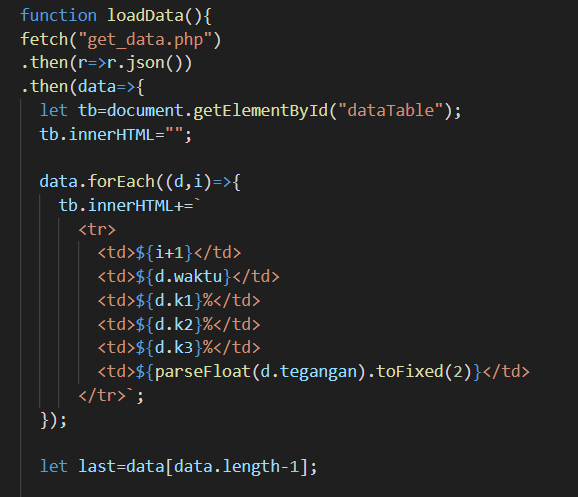 function loadData(){
fetch("get_data.php")
.then(r=>r.json())
.then(data=>{
  let tb=document.getElementById("dataTable");
  tb.innerHTML="";

  data.forEach((d,i)=>{
    tb.innerHTML+=`
      <tr>
        <td>${i+1}</td>
        <td>${d.waktu}</td>
        <td>${d.k1}%</td>
        <td>${d.k2}%</td>
        <td>${d.k3}%</td>
        <td>${parseFloat(d.tegangan).toFixed(2)}</td>
      </tr>`;
  });

  let last=data[data.length-1];